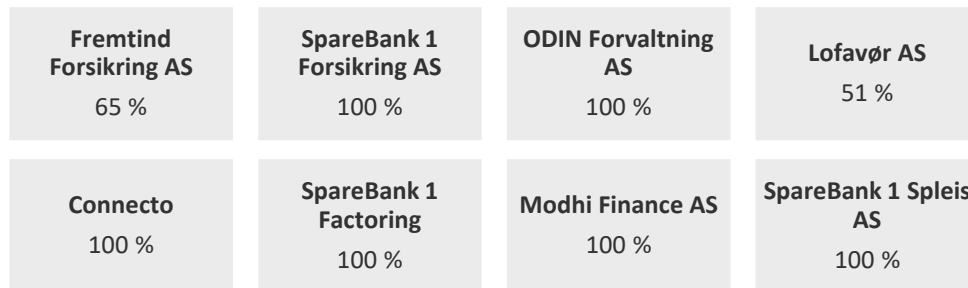 Fremtind
Forsikring AS
65 %
SpareBank 1
Forsikring AS
100 %
ODIN Forvaltning
AS
100 %
Lofavør AS
51 %
Connecto
100 %
SpareBank 1
Factoring
100 %
Modhi Finance AS
100 %
SpareBank 1 Spleis
AS
100 %